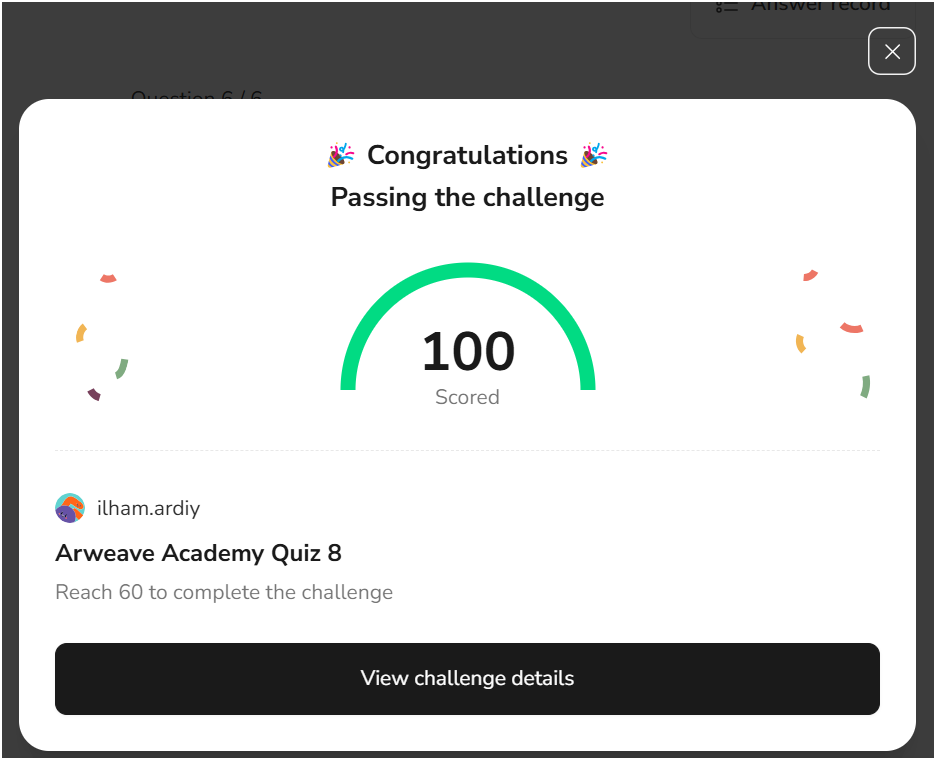 Answer record
Question 6 / 6
Congratulations
Passing the challenge
100
Scored
ilham.ardiy
Arweave Academy Quiz 8
Reach 60 to complete the challenge
View challenge details